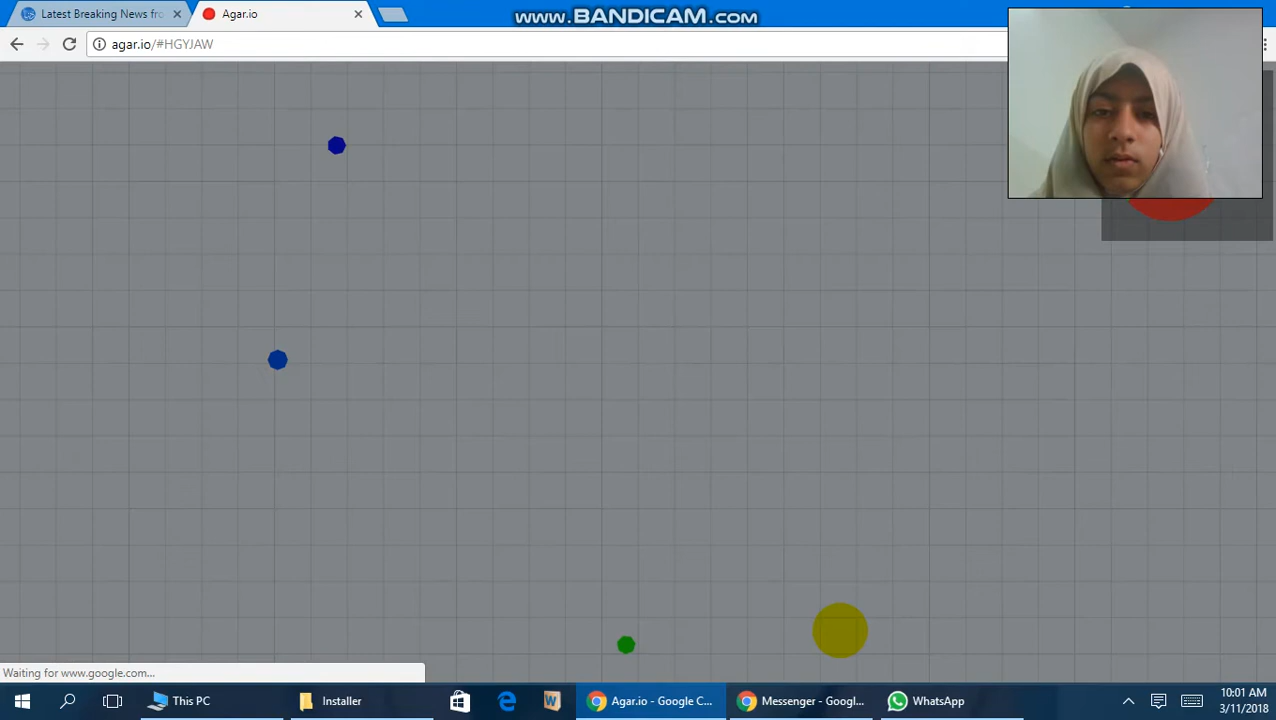 Latest Breaking News fro
Agar.io
www.BANDICAM.com
agar.io/#HGYJAW
Waiting for www.google.com...
This PC
Installer
Agar.io - Google C...
Messenger - Googl...
WhatsApp
10:01 AM
3/11/2018